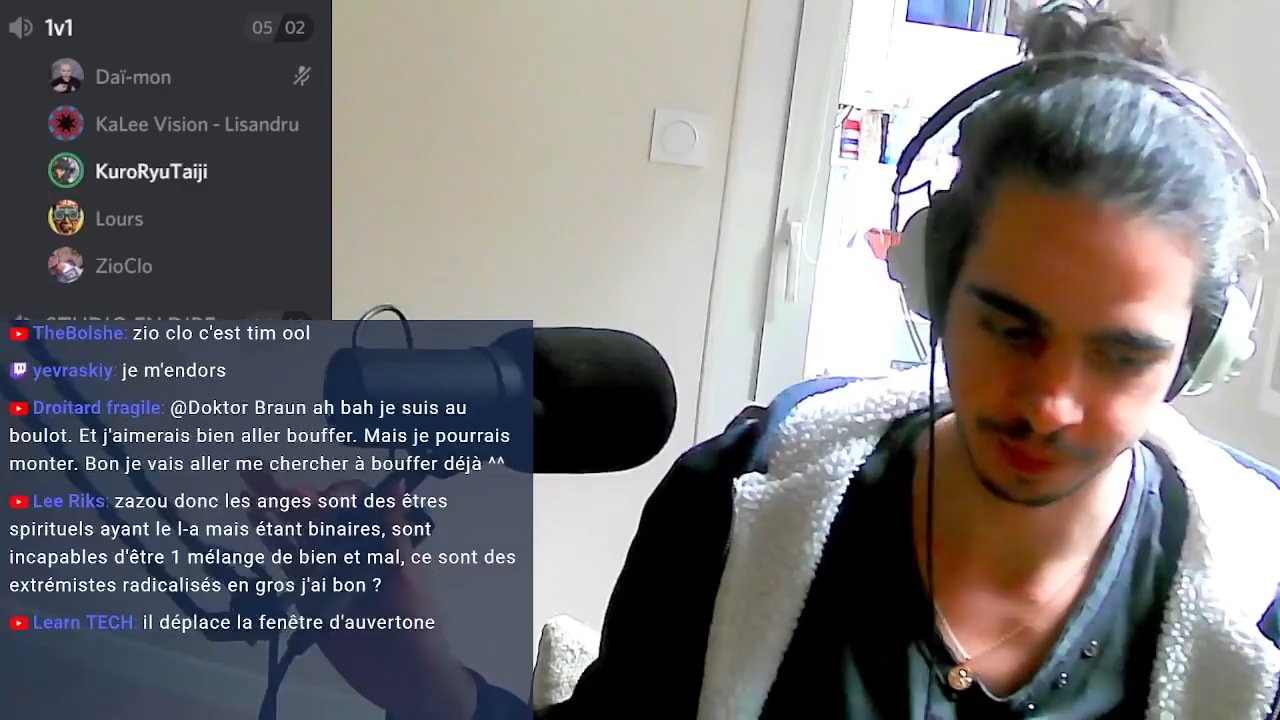 1v1
05 02
Daï-mon
KaLee Vision - Lisandru
KuroRyuTaiji
Lours
ZioClo
STUDIO EN DIRE
TheBolshe: zio clo c'est tim ool
yevraskiy: je m'endors
Droitard fragile: @Doktor Braun ah bah je suis au
boulot. Et j'aimerais bien aller bouffer. Mais je pourrais
monter. Bon je vais aller me chercher à bouffer déjà ^^
Lee Riks: zazou donc les anges sont des êtres
spirituels ayant le l-a mais étant binaires, sont
incapables d'être 1 mélange de bien et mal, ce sont des
extrémistes radicalisés en gros j'ai bon ?
Learn TECH: il déplace la fenêtre d'auvertone